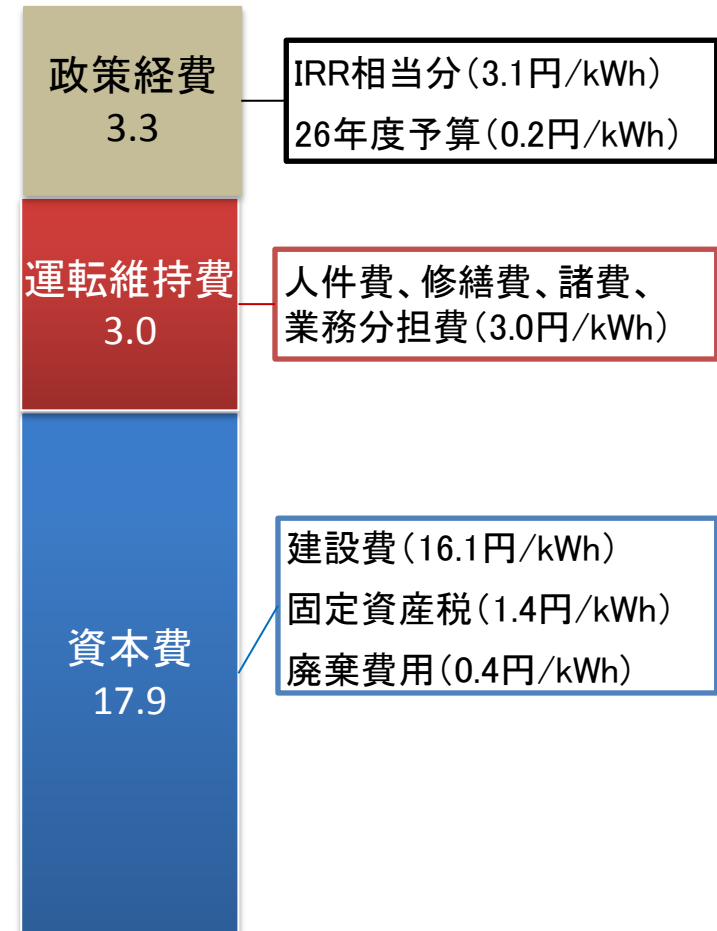 政策経費
3.3
IRR相当分(3.1円/kWh)
26年度予算(0.2円/kWh)
運転維持費
3.0
人件費、修繕費、諸費、
業務分担費(3.0円/kWh)
資本費
17.9
建設費(16.1円/kWh)
固定資産税(1.4円/kWh)
廃棄費用(0.4円/kWh)